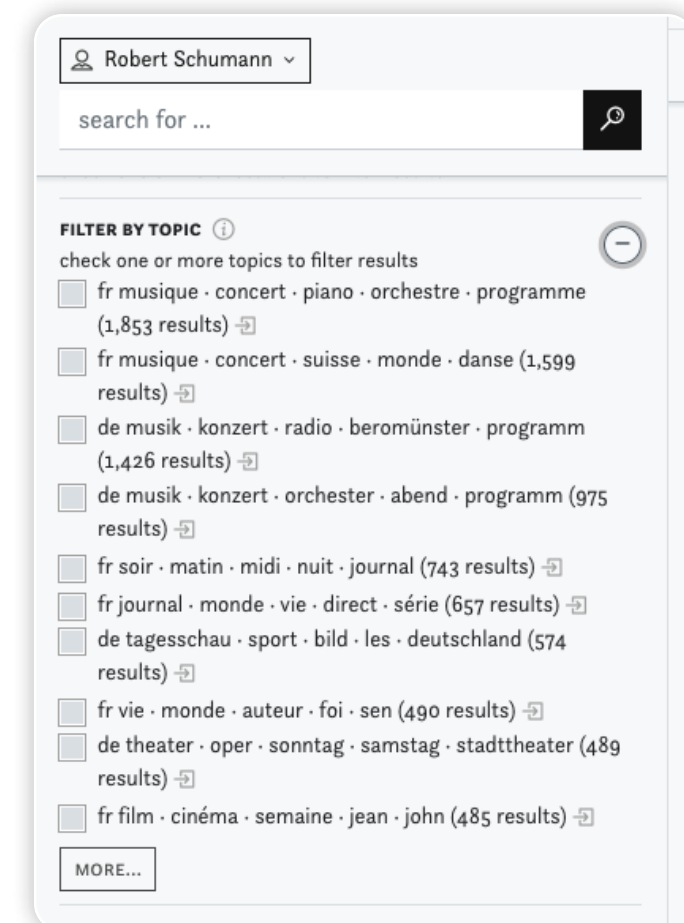 Robert Schumann
search for ...
FILTER BY TOPIC
check one or more topics to filter results
fr musique · concert · piano · orchestre · programme
(1,853 results)
fr musique · concert · suisse · monde · danse (1,599
results)
de musik · konzert · radio · beromünster · programm
(1,426 results)
de musik · konzert · orchester · abend · programm (975
results)
fr soir · matin · midi · nuit · journal (743 results)
fr journal · monde · vie · direct · série (657 results)
de tagesschau · sport · bild · les · deutschland (574
results)
fr vie · monde · auteur · foi · sen (490 results)
de theater · oper · sonntag · samstag · stadttheater (489
results)
fr film · cinéma · semaine · jean · john (485 results)
MORE...